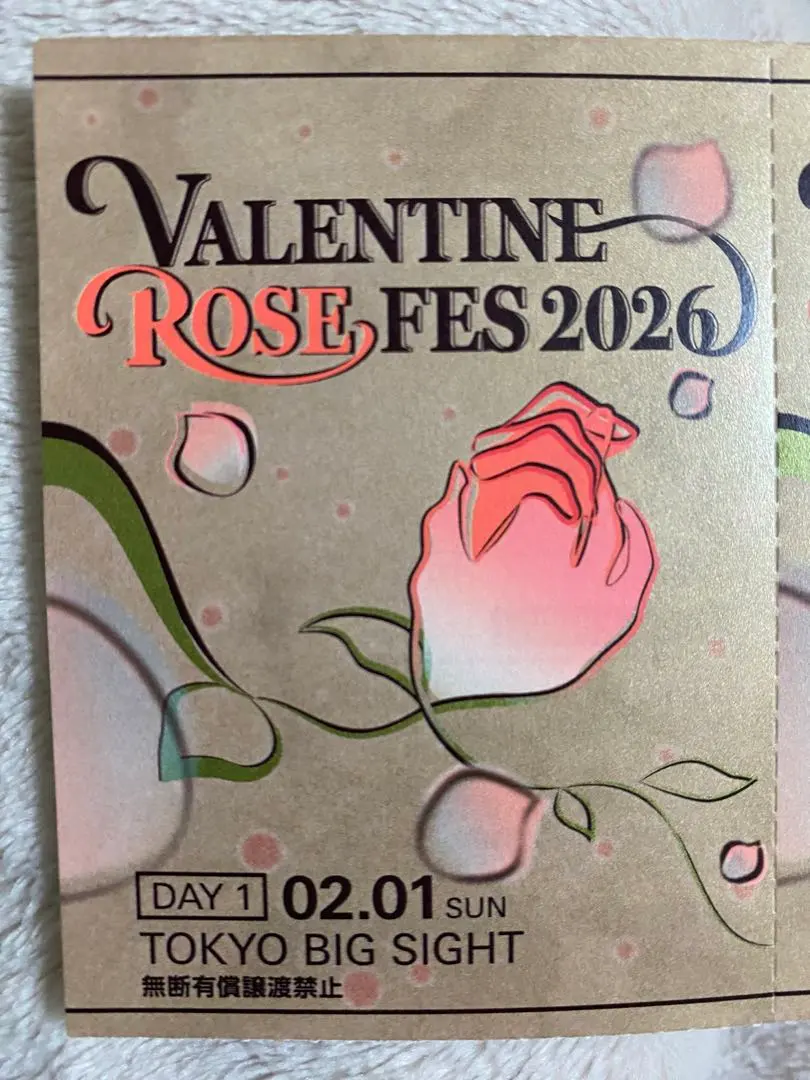 VALENTINE
ROSE FES 2026
DAY 1 02.01 SUN
TOKYO BIG SIGHT
無断有償譲渡禁止